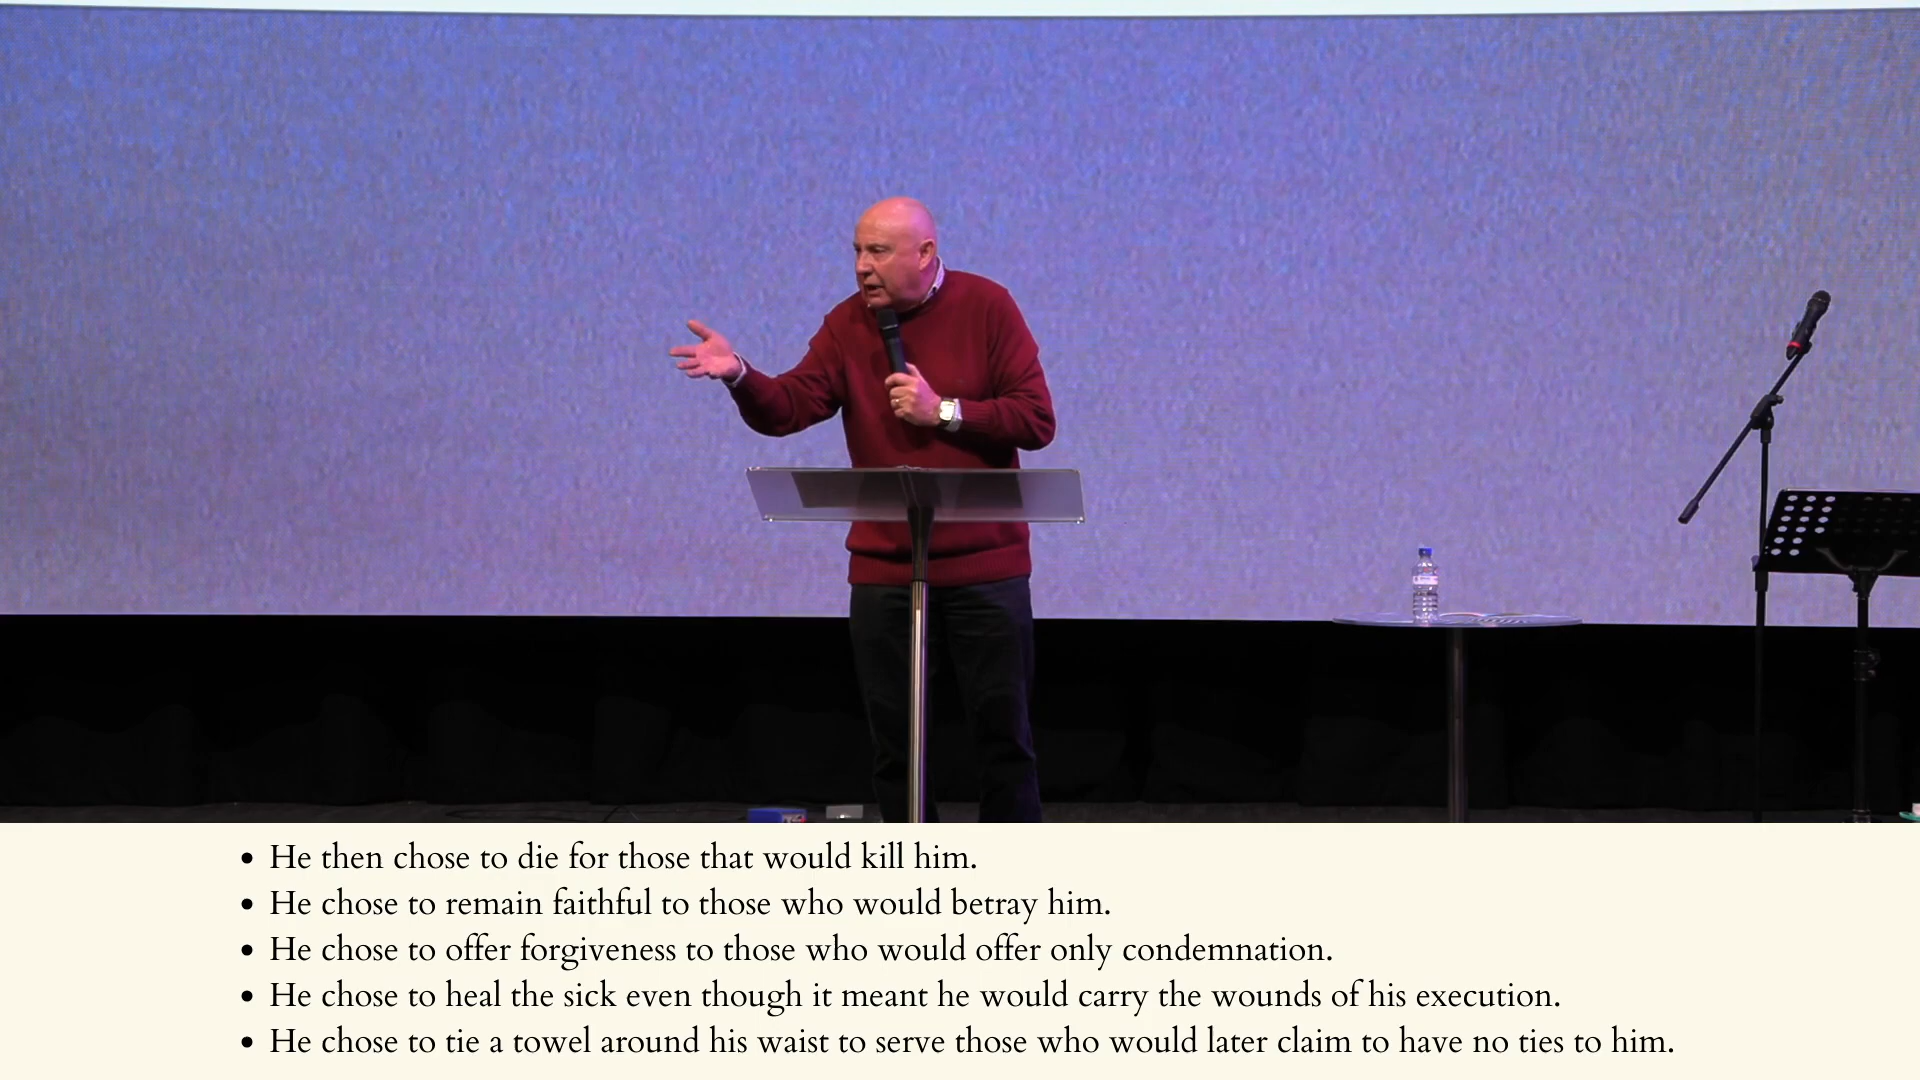 • He then chose to die for those that would kill him.
• He chose to remain faithful to those who would betray him.
• He chose to offer forgiveness to those who would offer only condemnation.
• He chose to heal the sick even though it meant he would carry the wounds of his execution.
• He chose to tie a towel around his waist to serve those who would later claim to have no ties to him.